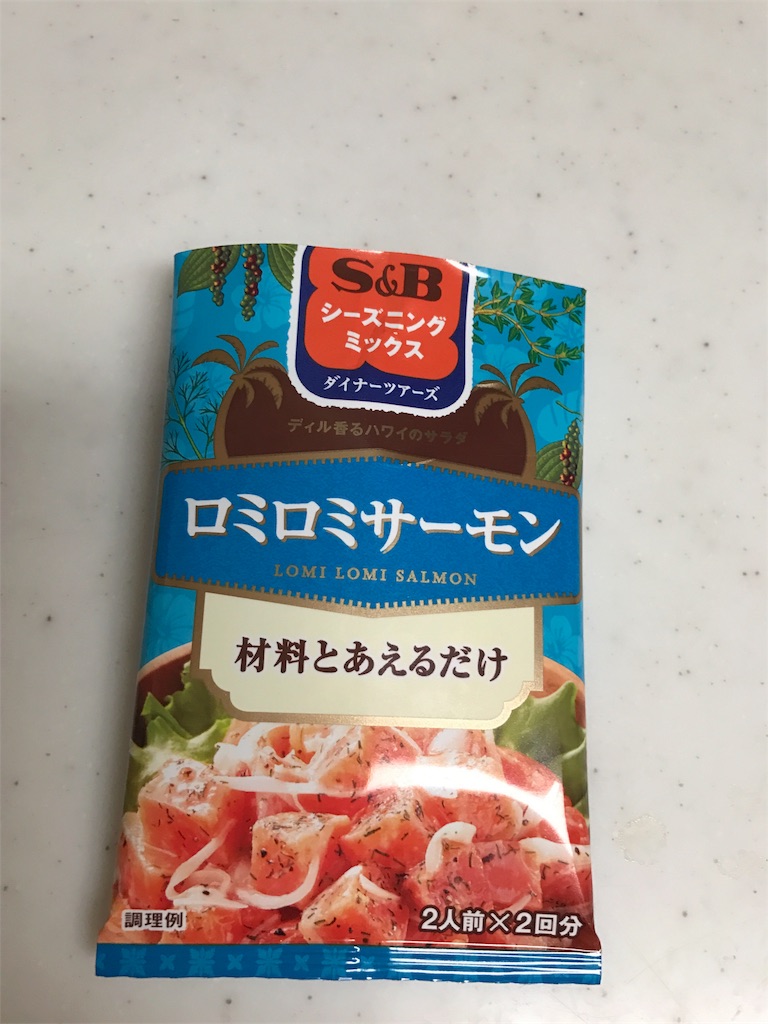 S&B
シーズニング
ミックス
ダイナーツアーズ
ディル香るハワイのサラダ
ロミロミサーモン
LOMI LOMI SALMON
材料とあえるだけ
調理例
2人前×2回分